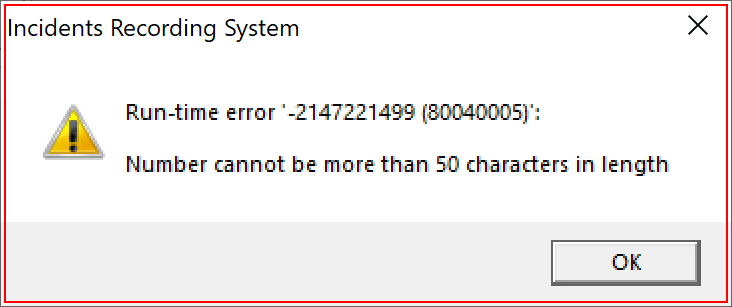 Incidents Recording System
Run-time error '-2147221499 (80040005)':
Number cannot be more than 50 characters in length
OK